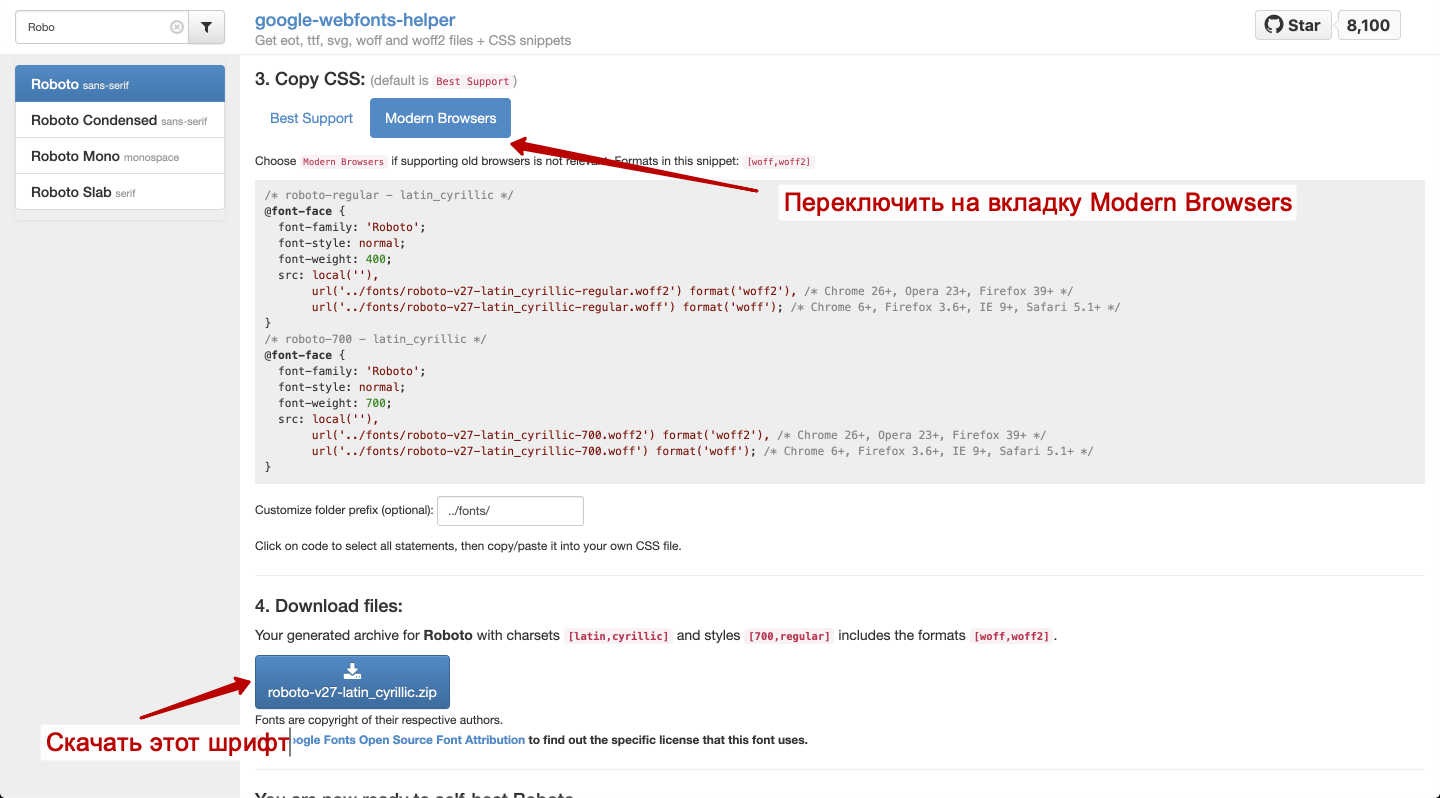 Robo
google-webfonts-helper
Get eot, ttf, svg, woff and woff2 files + CSS snippets
Star
8,100
Roboto sans-serif
Roboto Condensed sans-serif
Roboto Mono monospace
Roboto Slab serif
3. Copy CSS: (default is Best Support)
Best Support
Modern Browsers
Choose Modern Browsers if supporting old browsers is not relevant. Formats in this snippet: [woff,woff2]
Переключить на вкладку Modern Browsers
/* roboto-regular - latin_cyrillic */
@font-face {
font-family: 'Roboto';
font-style: normal;
font-weight: 400;
src: local(''),
url('../fonts/roboto-v27-latin_cyrillic-regular.woff2') format('woff2'), /* Chrome 26+, Opera 23+, Firefox 39+ */
url('../fonts/roboto-v27-latin_cyrillic-regular.woff') format('woff'); /* Chrome 6+, Firefox 3.6+, IE 9+, Safari 5.1+ */
}
/* roboto-700 - latin_cyrillic */
@font-face {
font-family: 'Roboto';
font-style: normal;
font-weight: 700;
src: local(''),
url('../fonts/roboto-v27-latin_cyrillic-700.woff2') format('woff2'), /* Chrome 26+, Opera 23+, Firefox 39+ */
url('../fonts/roboto-v27-latin_cyrillic-700.woff') format('woff'); /* Chrome 6+, Firefox 3.6+, IE 9+, Safari 5.1+ */
}
Customize folder prefix (optional): ../fonts/
Click on code to select all statements, then copy/paste it into your own CSS file.
4. Download files:
Your generated archive for Roboto with charsets [latin,cyrillic] and styles [700,regular] includes the formats [woff,woff2].
roboto-v27-latin_cyrillic.zip
Fonts are copyright of their respective authors.
Скачать этот шрифт
Fonts Open Source Font Attribution to find out the specific license that this font uses.